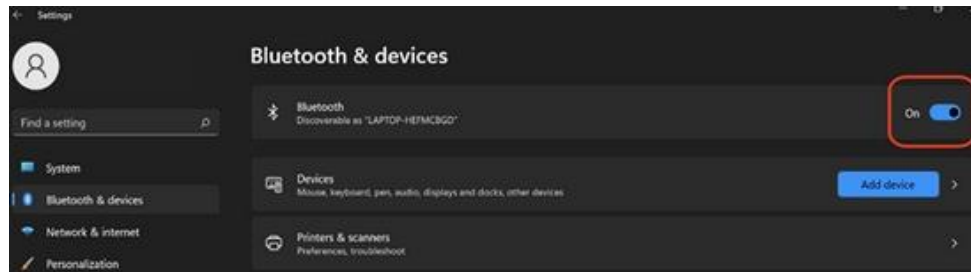 Settings
Bluetooth & devices
Bluetooth
Discoverable as "LAPTOP-HEFMCBGD"
On
Find a setting
System
Devices
Mouse, keyboard, pen, audio, displays and docks, other devices
Add device
Bluetooth & devices
Network & internet
Printers & scanners
Preferences, troubleshoot
Personalization